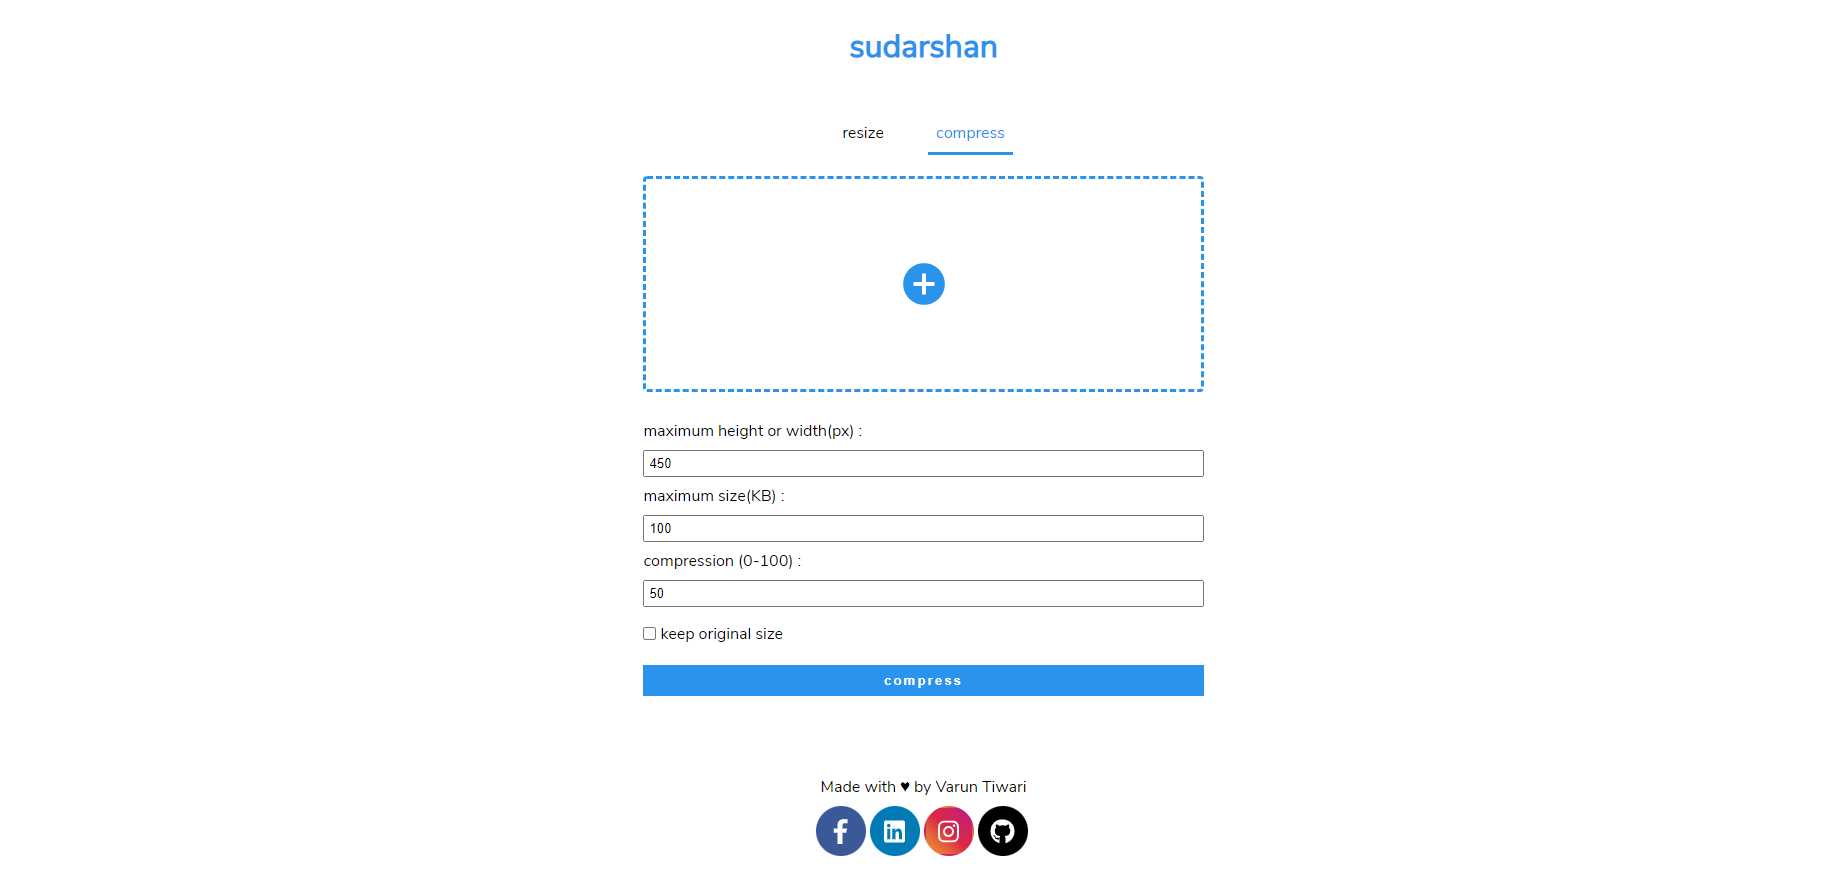 sudarshan
resize compress
maximum height or width(px) :
450
maximum size(KB) :
100
compression (0-100) :
50
keep original size
compress
Made with ♥ by Varun Tiwari